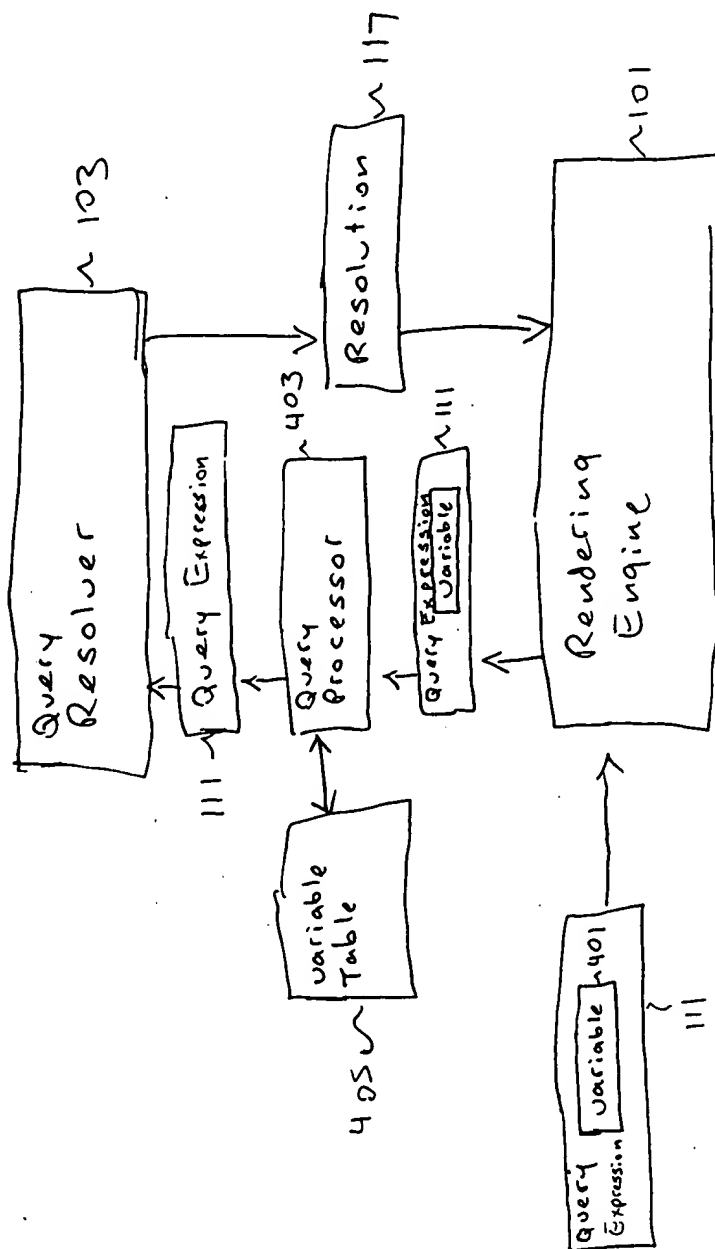 Query
Resolver
103
111
Query Expression
Resolution
117
Variable
Table
405
Query
Processor
403
Query Expression
Variable
111
Rendering
Engine
101
Query
Expression
Variable
401
111